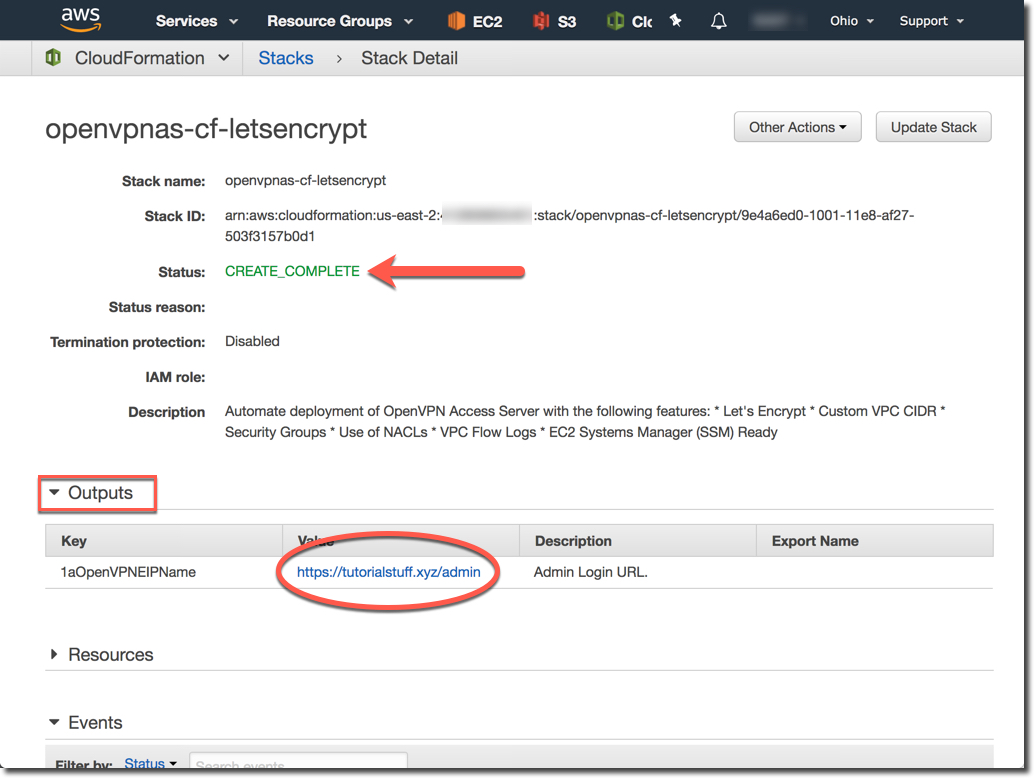 aws Services Resource Groups EC2 S3 Ohio Support
CloudFormation Stacks > Stack Detail
openvpnas-cf-letsencrypt Other Actions Update Stack
Stack name: openvpnas-cf-letsencrypt
Stack ID: arn:aws:cloudformation:us-east-2: :stack/openvpnas-cf-letsencrypt/9e4a6ed0-1001-11e8-af27-
503f3157b0d1
Status: CREATE_COMPLETE
Status reason:
Termination protection: Disabled
IAM role:
Description Automate deployment of OpenVPN Access Server with the following features: * Let's Encrypt * Custom VPC CIDR *
Security Groups * Use of NACLs * VPC Flow Logs * EC2 Systems Manager (SSM) Ready
Outputs
Key Value Description Export Name
1aOpenVPNEIPName https://tutorialstuff.xyz/admin Admin Login URL.
Resources
Events
Filter by: Status Search events